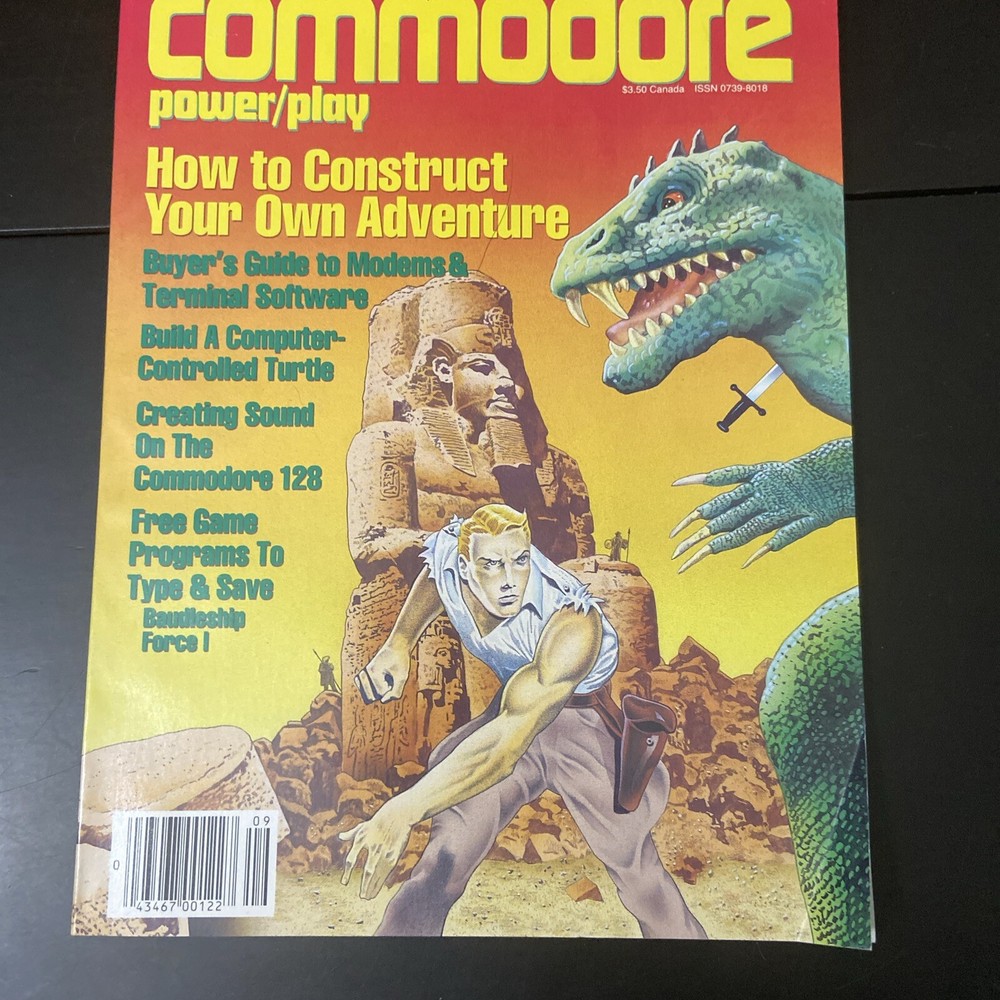 commodore
$3.50 Canada ISSN 0739-8018
power/play
How to Construct
Your Own Adventure
Buyer's Guide to Modems &
Terminal Software
Build A Computer-
Controlled Turtle
Creating Sound
On The
Commodore 128
Free Game
Programs To
Type & Save
Baudleship
Force I
09
0
43467 00122